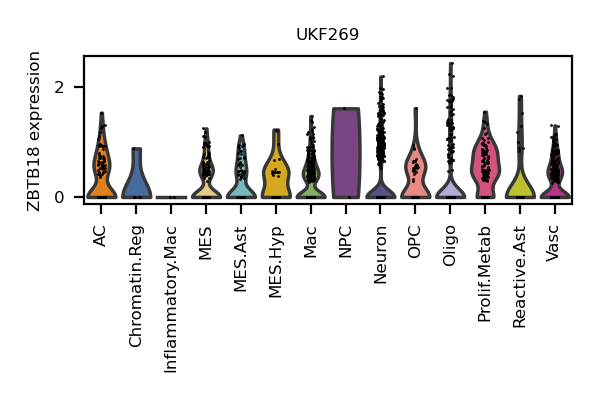 UKF269
ZBTB18 expression
2
0
AC
Chromatin.Reg
Inflammatory.Mac
MES
MES.Ast
MES.Hyp
Mac
NPC
Neuron
OPC
Oligo
Prolif.Metab
Reactive.Ast
Vasc